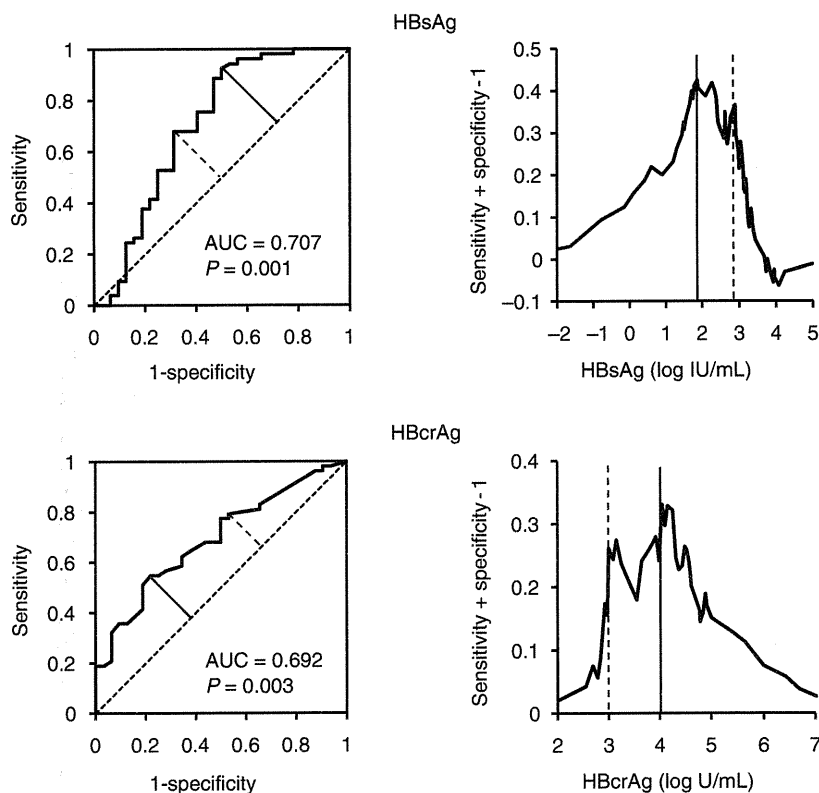 HBsAg
1
0.8
0.6
0.4
0.2
0
Sensitivity
AUC = 0.707
P = 0.001
0 0.2 0.4 0.6 0.8 1
1-specificity
0.5
0.4
0.3
0.2
0.1
0
−0.1
Sensitivity + specificity-1
−2 −1 0 1 2 3 4 5
HBsAg (log IU/mL)
HBcrAg
1
0.8
0.6
0.4
0.2
0
Sensitivity
AUC = 0.692
P = 0.003
0 0.2 0.4 0.6 0.8 1
1-specificity
0.4
0.3
0.2
0.1
0
Sensitivity + specificity-1
2 3 4 5 6 7
HBcrAg (log U/mL)